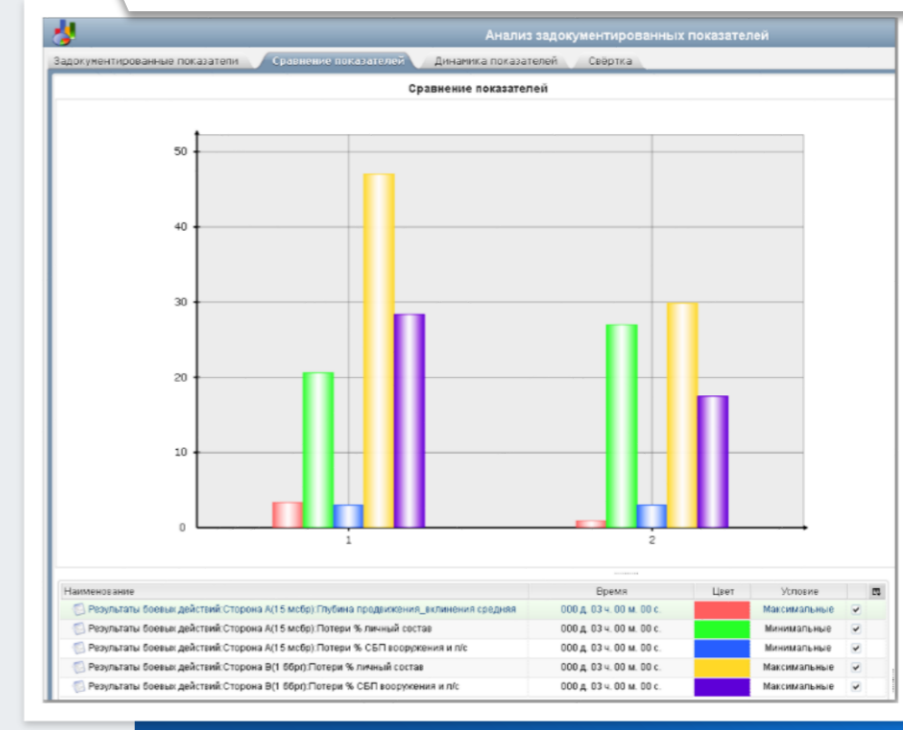 Анализ задокументированных показателей
Задокументированные показатели Сравнение показателей Динамика показателей Свёртка
Сравнение показателей
50
40
30
20
10
0
1 2
Наименование Время Цвет Условие
Результаты боевых действий:Сторона А(15 мсбр):Глубина продвижения_вклинения средняя 000 д. 03 ч. 00 м. 00 с. Максимальные
Результаты боевых действий:Сторона А(15 мсбр):Потери % личный состав 000 д. 03 ч. 00 м. 00 с. Минимальные
Результаты боевых действий:Сторона А(15 мсбр):Потери % СБП вооружения и п/с 000 д. 03 ч. 00 м. 00 с. Минимальные
Результаты боевых действий:Сторона В(1 ббрг):Потери % личный состав 000 д. 03 ч. 00 м. 00 с. Максимальные
Результаты боевых действий:Сторона В(1 ббрг):Потери % СБП вооружения и п/с 000 д. 03 ч. 00 м. 00 с. Максимальные